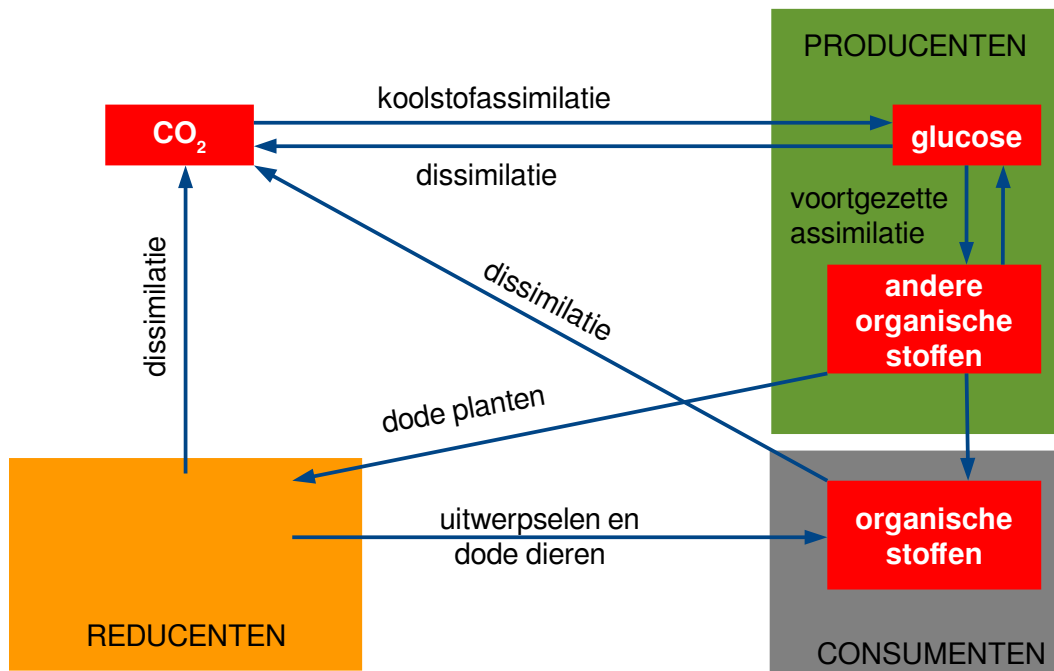 PRODUCENTEN
koolstofassimilatie
CO₂
glucose
dissimilatie
voortgezette
assimilatie
dissimilatie
dissimilatie
andere
organische
stoffen
dode planten
uitwerpselen en
dode dieren
organische
stoffen
REDUCENTEN
CONSUMENTEN